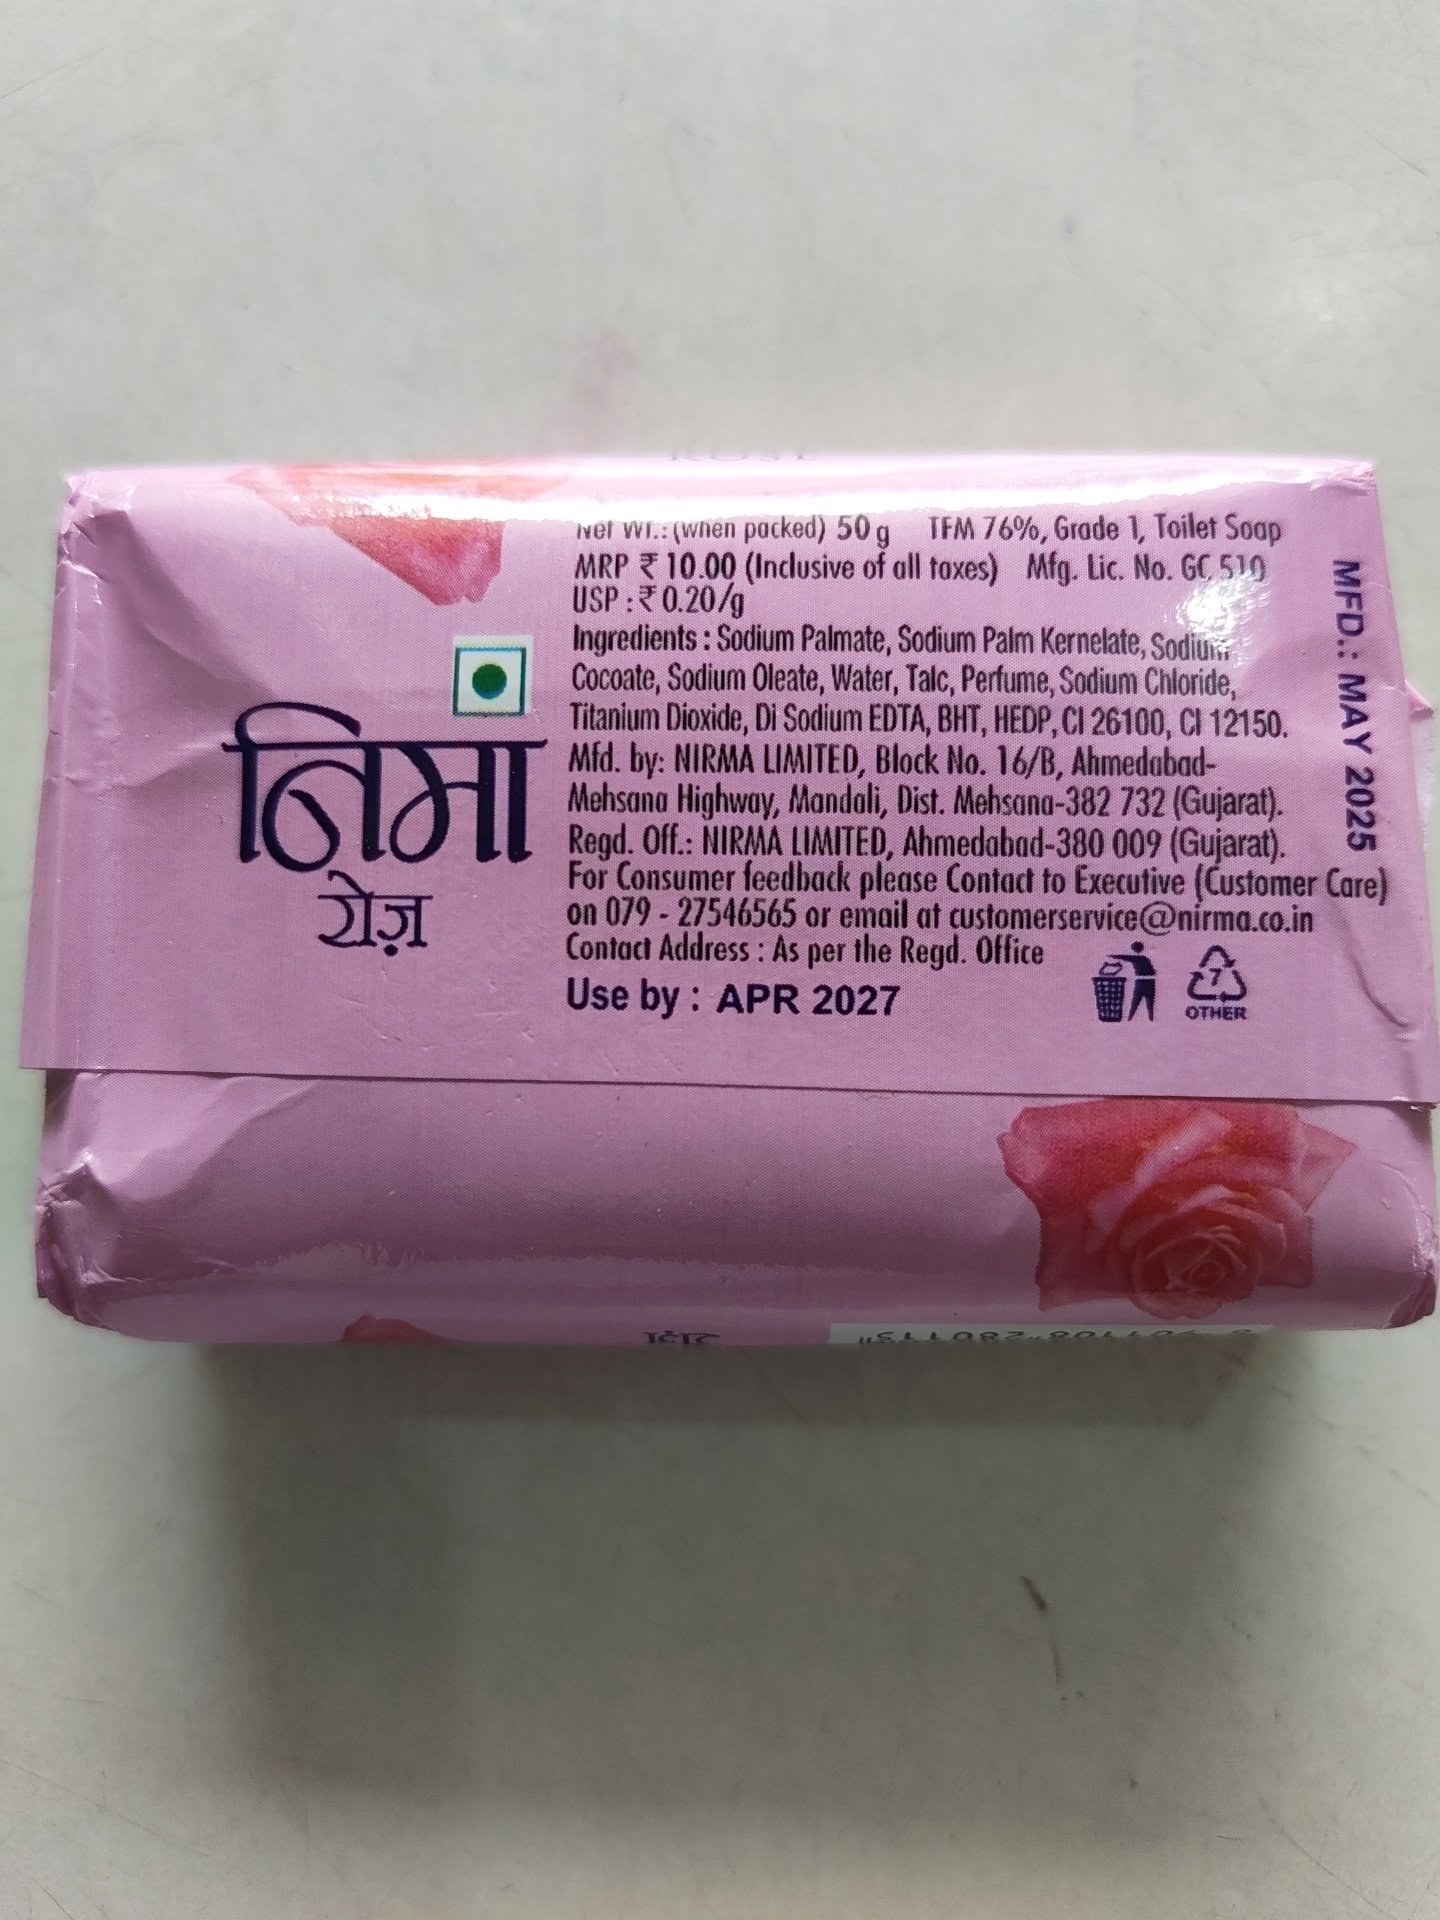 Net Wt.: (when packed) 50 g TFM 76%, Grade 1, Toilet Soap
MRP ₹ 10.00 (Inclusive of all taxes) Mfg. Lic. No. GC 510
USP : ₹ 0.20/g
Ingredients : Sodium Palmate, Sodium Palm Kernelate, Sodium
Cocoate, Sodium Oleate, Water, Talc, Perfume, Sodium Chloride,
Titanium Dioxide, Di Sodium EDTA, BHT, HEDP, CI 26100, CI 12150.
Mfd. by: NIRMA LIMITED, Block No. 16/B, Ahmedabad-
Mehsana Highway, Mandali, Dist. Mehsana-382 732 (Gujarat).
Regd. Off.: NIRMA LIMITED, Ahmedabad-380 009 (Gujarat).
For Consumer feedback please Contact to Executive (Customer Care)
on 079 - 27546565 or email at customerservice@nirma.co.in
Contact Address : As per the Regd. Office
Use by : APR 2027
MFD.: MAY 2025
निमा
रोज़
7
OTHER